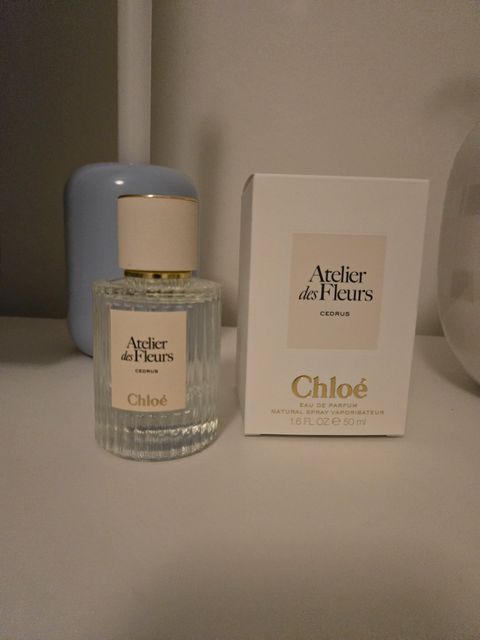 Atelier
des Fleurs
CEDRUS
Chloé
Atelier
des Fleurs
CEDRUS
Chloé
EAU DE PARFUM
NATURAL SPRAY VAPORISATEUR
1.6 FL OZ ℮ 50 ml